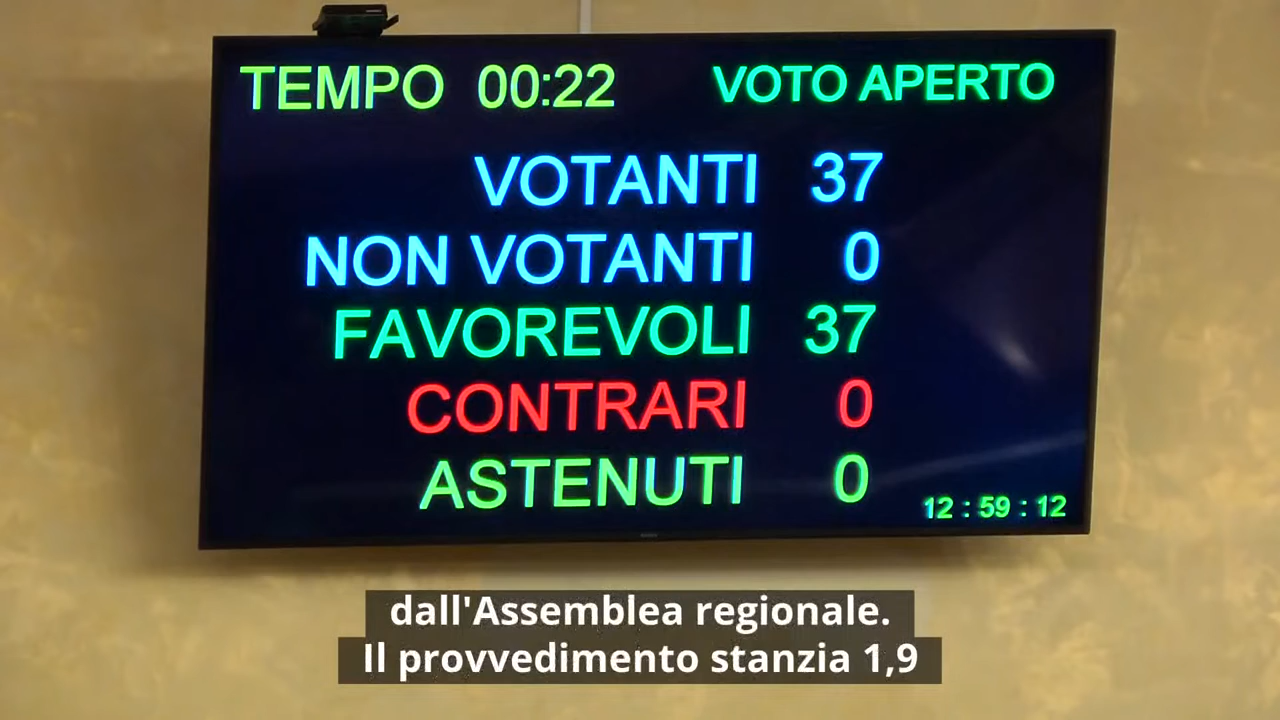 TEMPO 00:22 VOTO APERTO
VOTANTI 37
NON VOTANTI 0
FAVOREVOLI 37
CONTRARI 0
ASTENUTI 0
12 : 59 : 12
dall'Assemblea regionale.
Il provvedimento stanzia 1,9